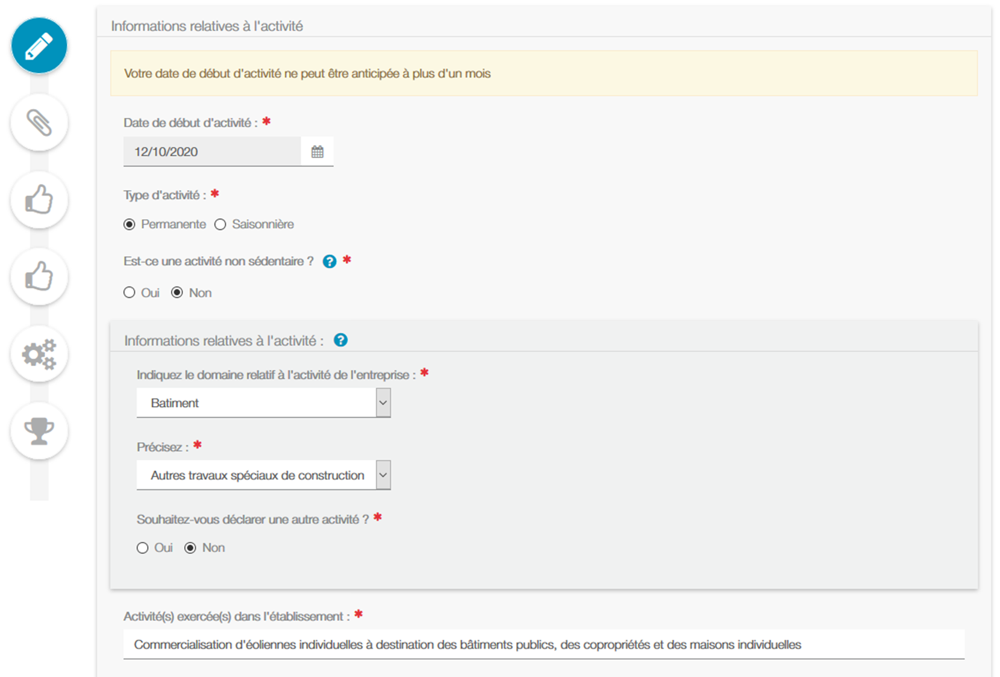 Informations relatives à l'activité
Votre date de début d'activité ne peut être anticipée à plus d'un mois
Date de début d'activité : *
12/10/2020
Type d'activité : *
Permanente Saisonnière
Est-ce une activité non sédentaire ? ? *
Oui Non
Informations relatives à l'activité : ?
Indiquez le domaine relatif à l'activité de l'entreprise : *
Batiment
Précisez : *
Autres travaux spéciaux de construction
Souhaitez-vous déclarer une autre activité ? *
Oui Non
Activité(s) exercée(s) dans l'établissement : *
Commercialisation d'éoliennes individuelles à destination des bâtiments publics, des copropriétés et des maisons individuelles